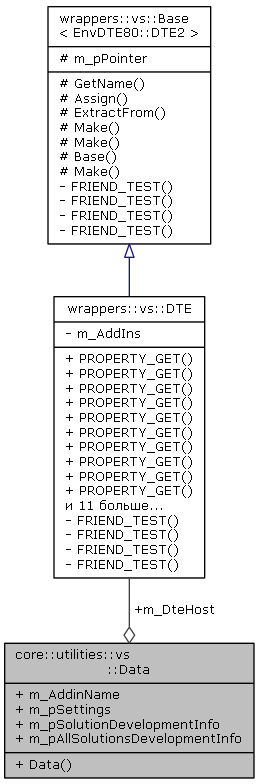 wrappers::vs::Base
< EnvDTE80::DTE2 >
# m_pPointer
# GetName()
# Assign()
# ExtractFrom()
# Make()
# Make()
# Base()
# Make()
- FRIEND_TEST()
- FRIEND_TEST()
- FRIEND_TEST()
- FRIEND_TEST()
wrappers::vs::DTE
- m_AddIns
+ PROPERTY_GET()
+ PROPERTY_GET()
+ PROPERTY_GET()
+ PROPERTY_GET()
+ PROPERTY_GET()
+ PROPERTY_GET()
+ PROPERTY_GET()
+ PROPERTY_GET()
+ PROPERTY_GET()
+ PROPERTY_GET()
и 11 больше...
- FRIEND_TEST()
- FRIEND_TEST()
- FRIEND_TEST()
- FRIEND_TEST()
+m_DteHost
core::utilities::vs
::Data
+ m_AddinName
+ m_pSettings
+ m_pSolutionDevelopmentInfo
+ m_pAllSolutionsDevelopmentInfo
+ Data()